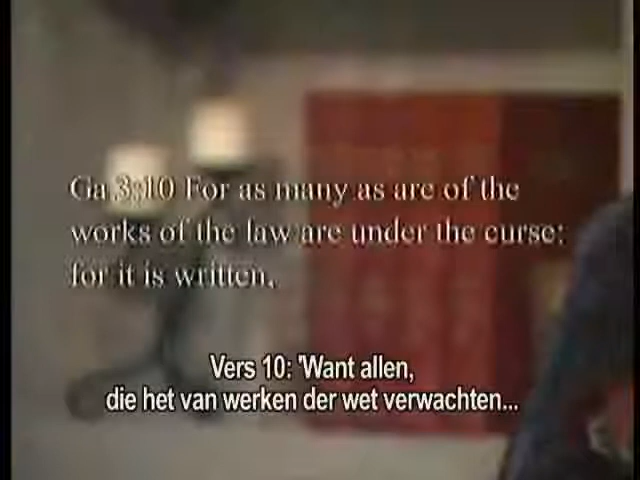 Ga 3:10 For as many as are of the
works of the law are under the curse:
for it is written,
Vers 10: 'Want allen,
die het van werken der wet verwachten...